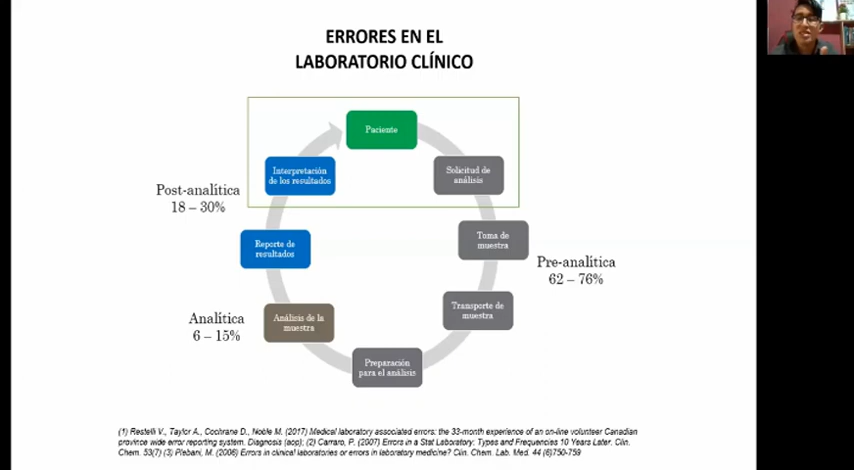 ERRORES EN EL
LABORATORIO CLÍNICO
Paciente
Interpretación
de los resultados
Solicitud de
análisis
Post-analítica
18 – 30%
Reporte de
resultados
Toma de
muestra
Pre-analítica
62 – 76%
Analítica
6 – 15%
Análisis de la
muestra
Transporte de
muestra
Preparación
para el análisis
(1) Restelli V., Taylor A., Cochrane D., Noble M. (2017) Medical laboratory associated errors: the 33-month experience of an on-line volunteer Canadian
province wide error reporting system. Diagnosis (aop); (2) Carraro, P. (2007) Errors in a Stat Laboratory: Types and Frequencies 10 Years Later. Clin.
Chem. 53(7) (3) Plebani, M. (2006) Errors in clinical laboratories or errors in laboratory medicine? Clin. Chem. Lab. Med. 44 (6)750-759